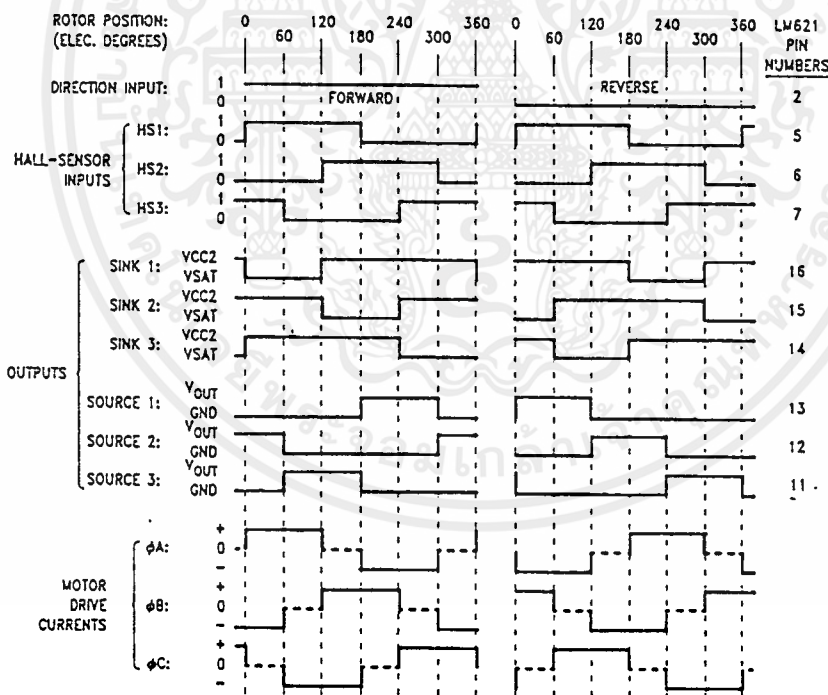 ROTOR POSITION: 0 120 240 360 0 120 240 360 LM621
(ELEC. DEGREES) 60 180 300 60 180 300 PIN
NUMBERS
DIRECTION INPUT: 1 FORWARD REVERSE
0 2
HALL-SENSOR INPUTS
HS1: 1 0 5
HS2: 1 0 6
HS3: 1 0 7
OUTPUTS
SINK 1: VCC2 VSAT 16
SINK 2: VCC2 VSAT 15
SINK 3: VCC2 VSAT 14
SOURCE 1: VOUT GND 13
SOURCE 2: VOUT GND 12
SOURCE 3: VOUT GND 11
MOTOR DRIVE CURRENTS
φA: + 0 -
φB: + 0 -
φC: + 0 -